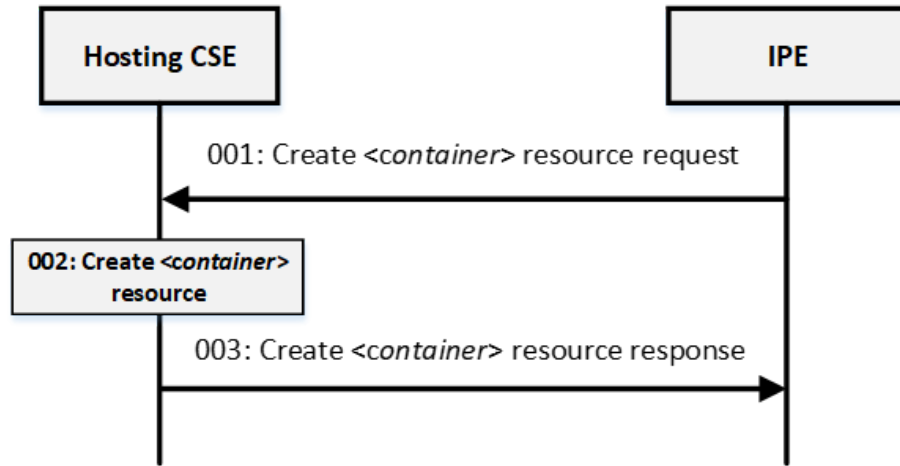 Hosting CSE
IPE
001: Create <container> resource request
002: Create <container>
resource
003: Create <container> resource response